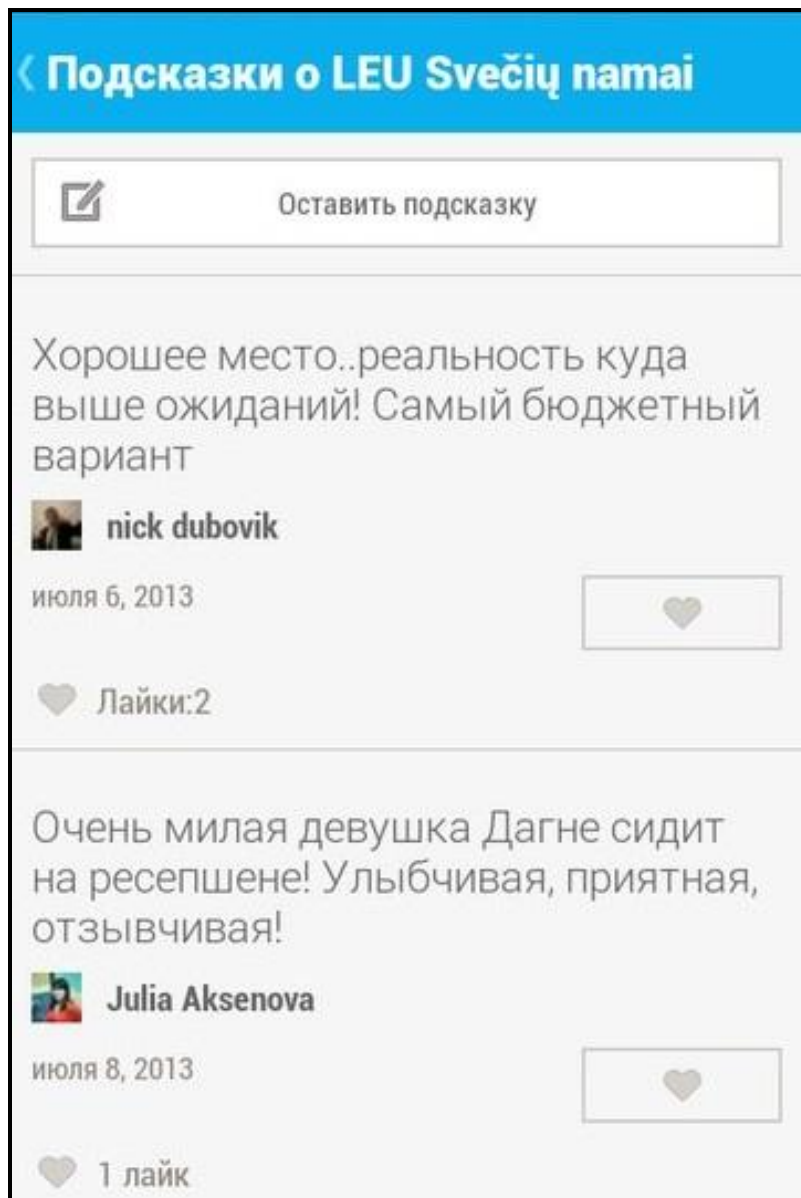 Подсказки о LEU Svečių namai
Оставить подсказку
Хорошее место..реальность куда
выше ожиданий! Самый бюджетный
вариант
nick dubovik
июля 6, 2013
Лайки:2
Очень милая девушка Дагне сидит
на ресепшене! Улыбчивая, приятная,
отзывчивая!
Julia Aksenova
июля 8, 2013
1 лайк